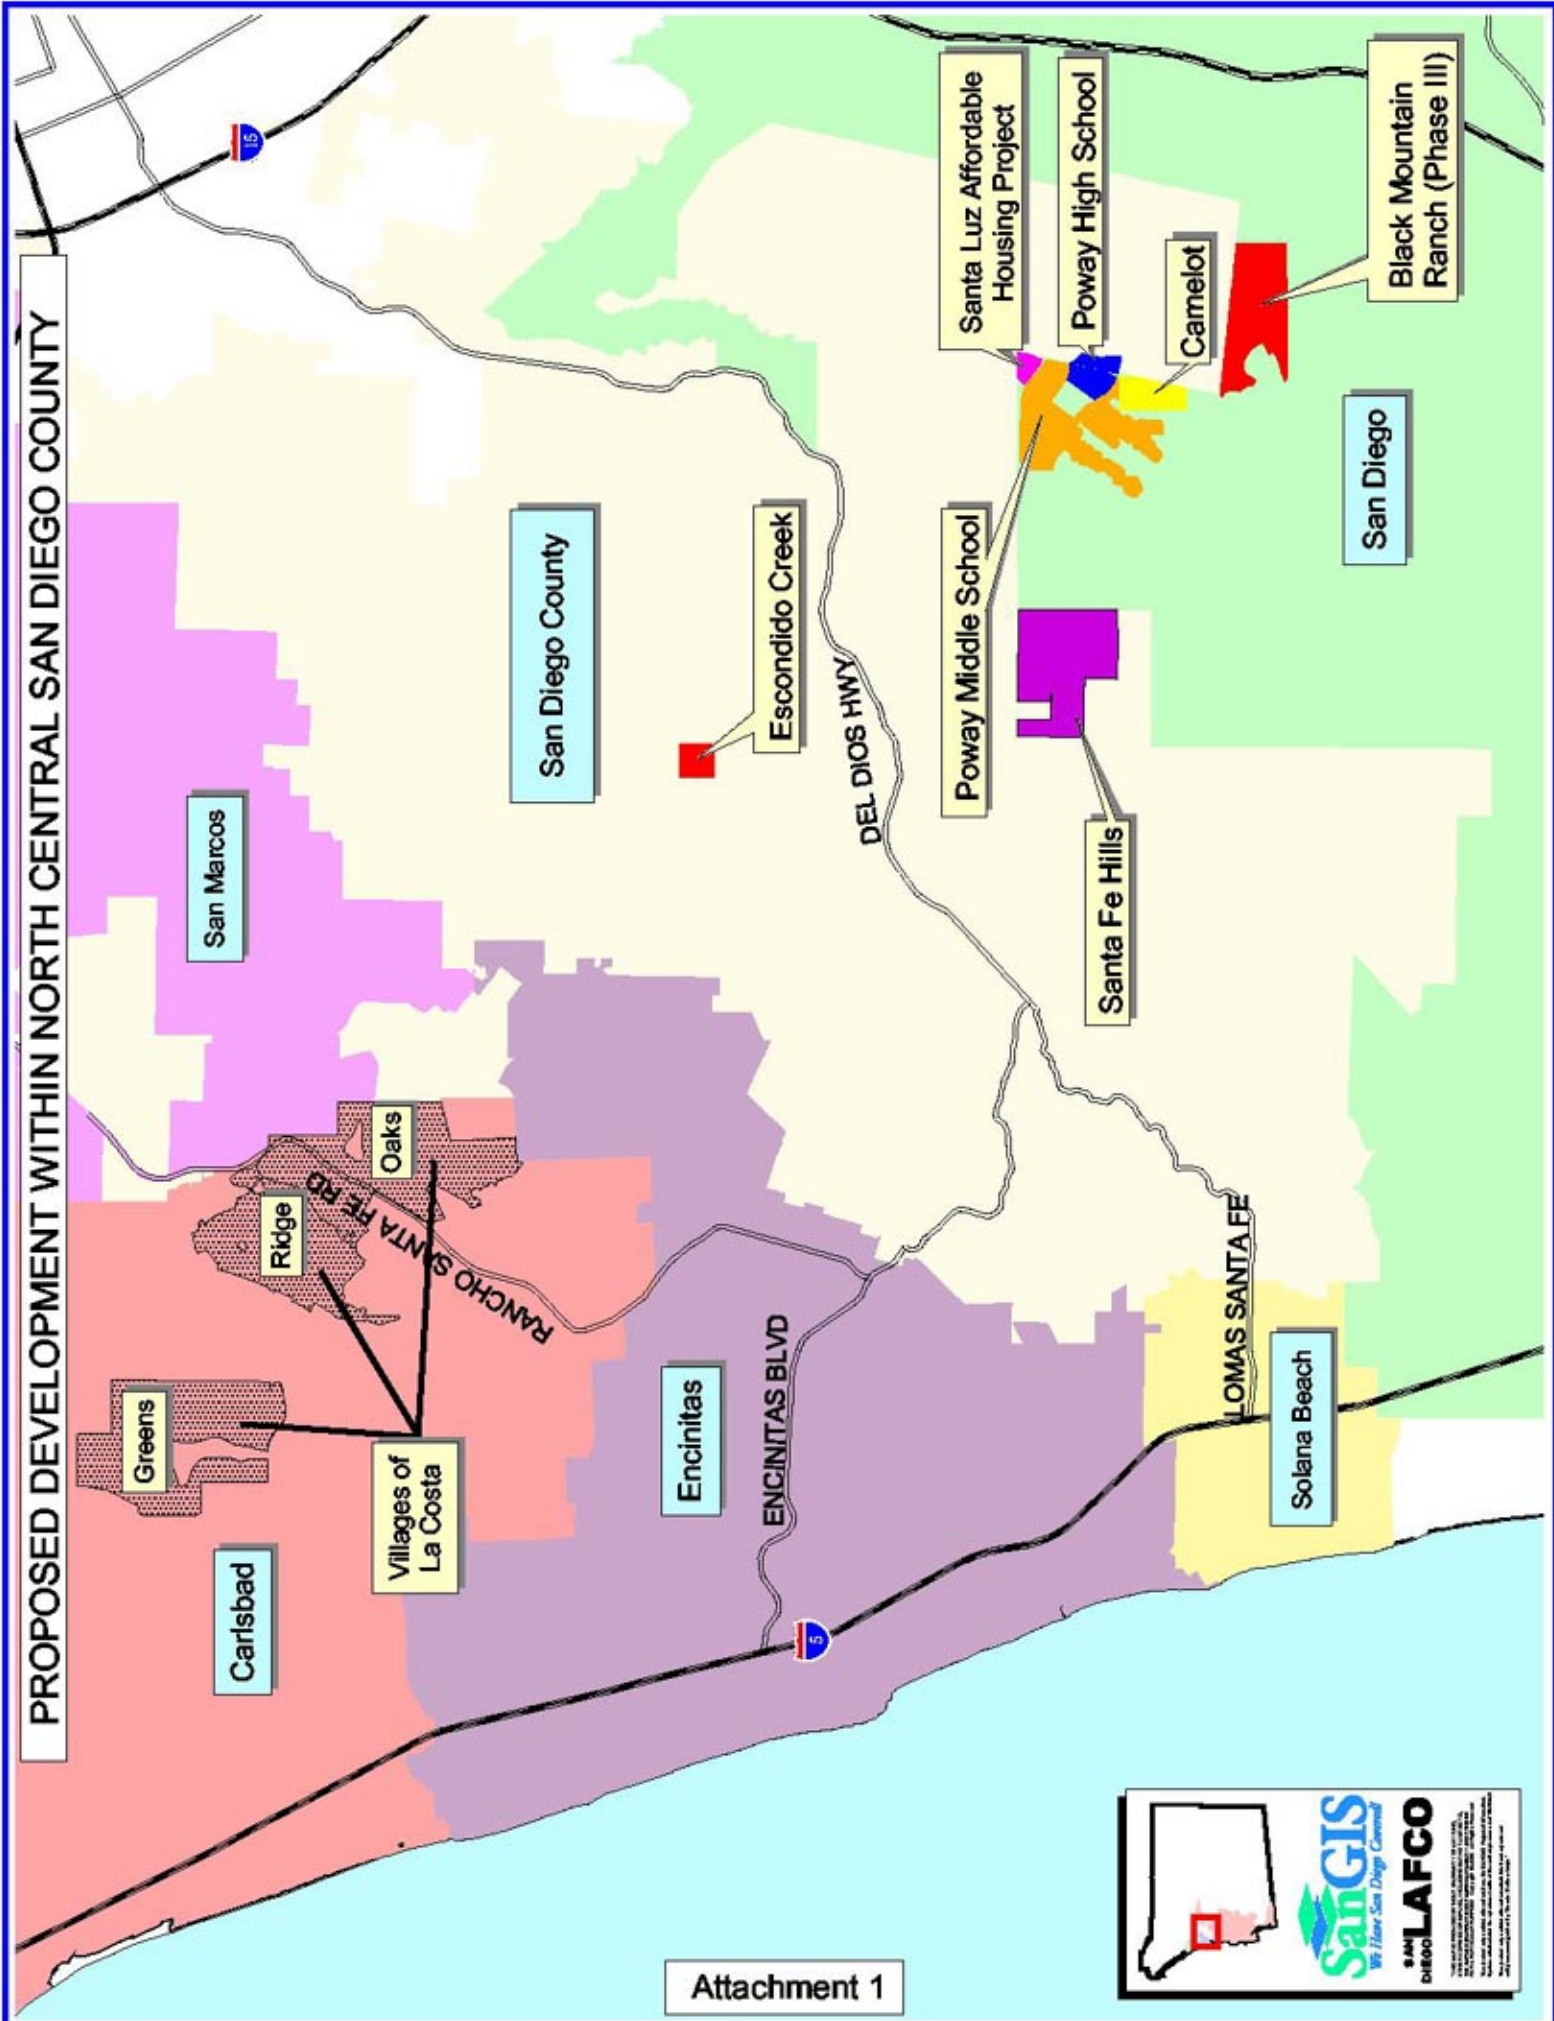 PROPOSED DEVELOPMENT WITHIN NORTH CENTRAL SAN DIEGO COUNTY
15
Carlsbad
Greens
Ridge
Oaks
San Marcos
Villages of
La Costa
RANCHO SANTA FE RD
San Diego County
Encinitas
Escondido Creek
ENCINITAS BLVD
5
DEL DIOS HWY
Santa Luz Affordable
Housing Project
Poway High School
Poway Middle School
Camelot
Black Mountain
Ranch (Phase III)
Santa Fe Hills
San Diego
LOMAS SANTA FE
Solana Beach
SanGIS
We Have San Diego Covered!
SAN
DIEGO LAFCO
Attachment 1